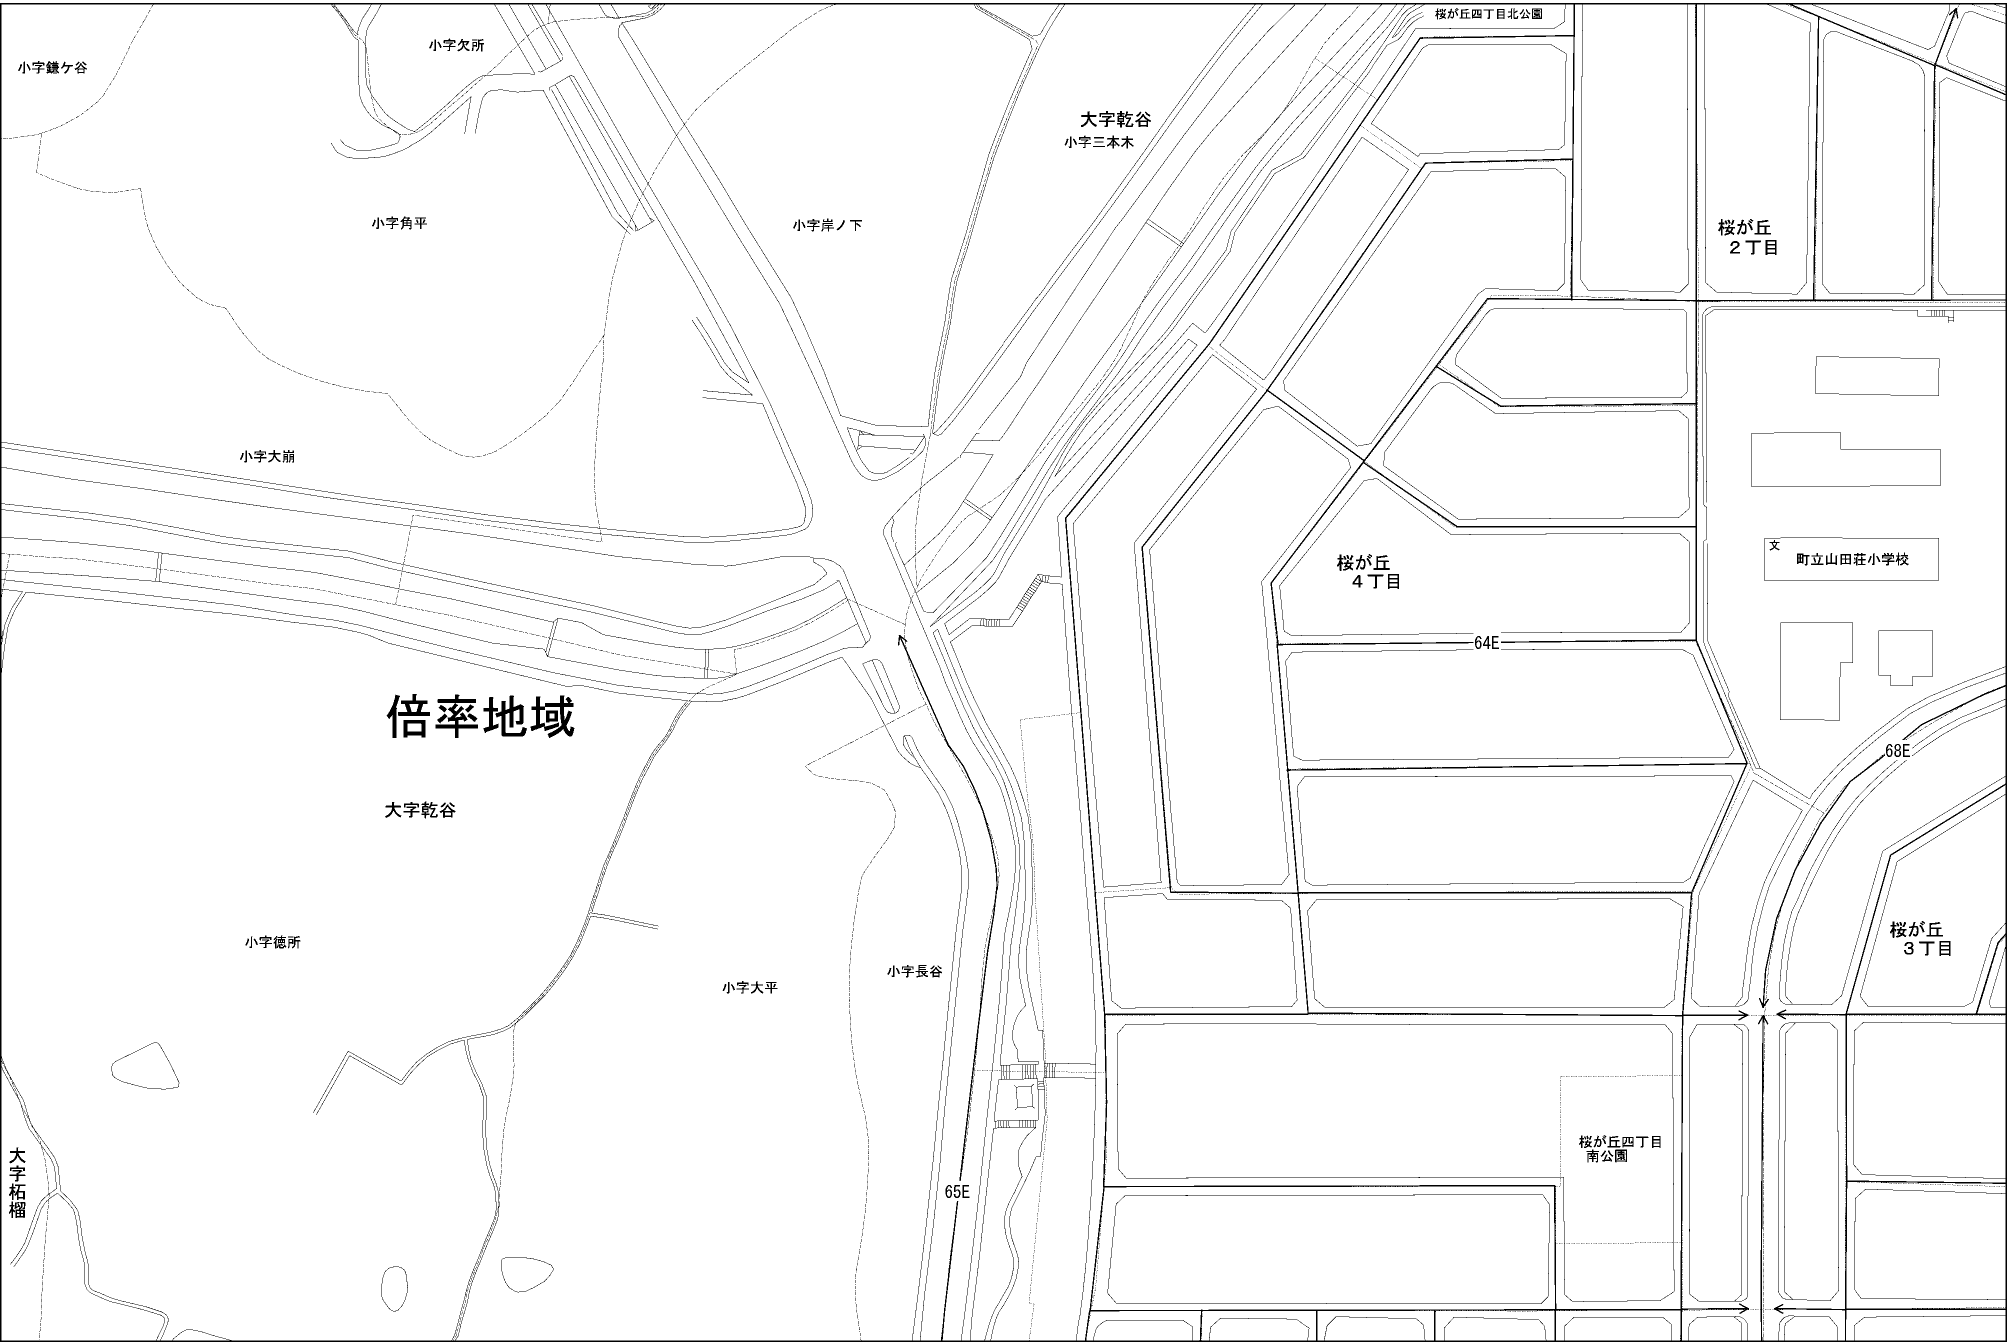 桜が丘四丁目北公園
小字欠所
小字鎌ケ谷
大字乾谷
小字三本木
小字角平
小字岸ノ下
桜が丘
2丁目
小字大崩
文
町立山田荘小学校
桜が丘
4丁目
64E
倍率地域
68E
大字乾谷
桜が丘
3丁目
小字徳所
小字長谷
小字大平
桜が丘四丁目
南公園
大字柘榴
65E